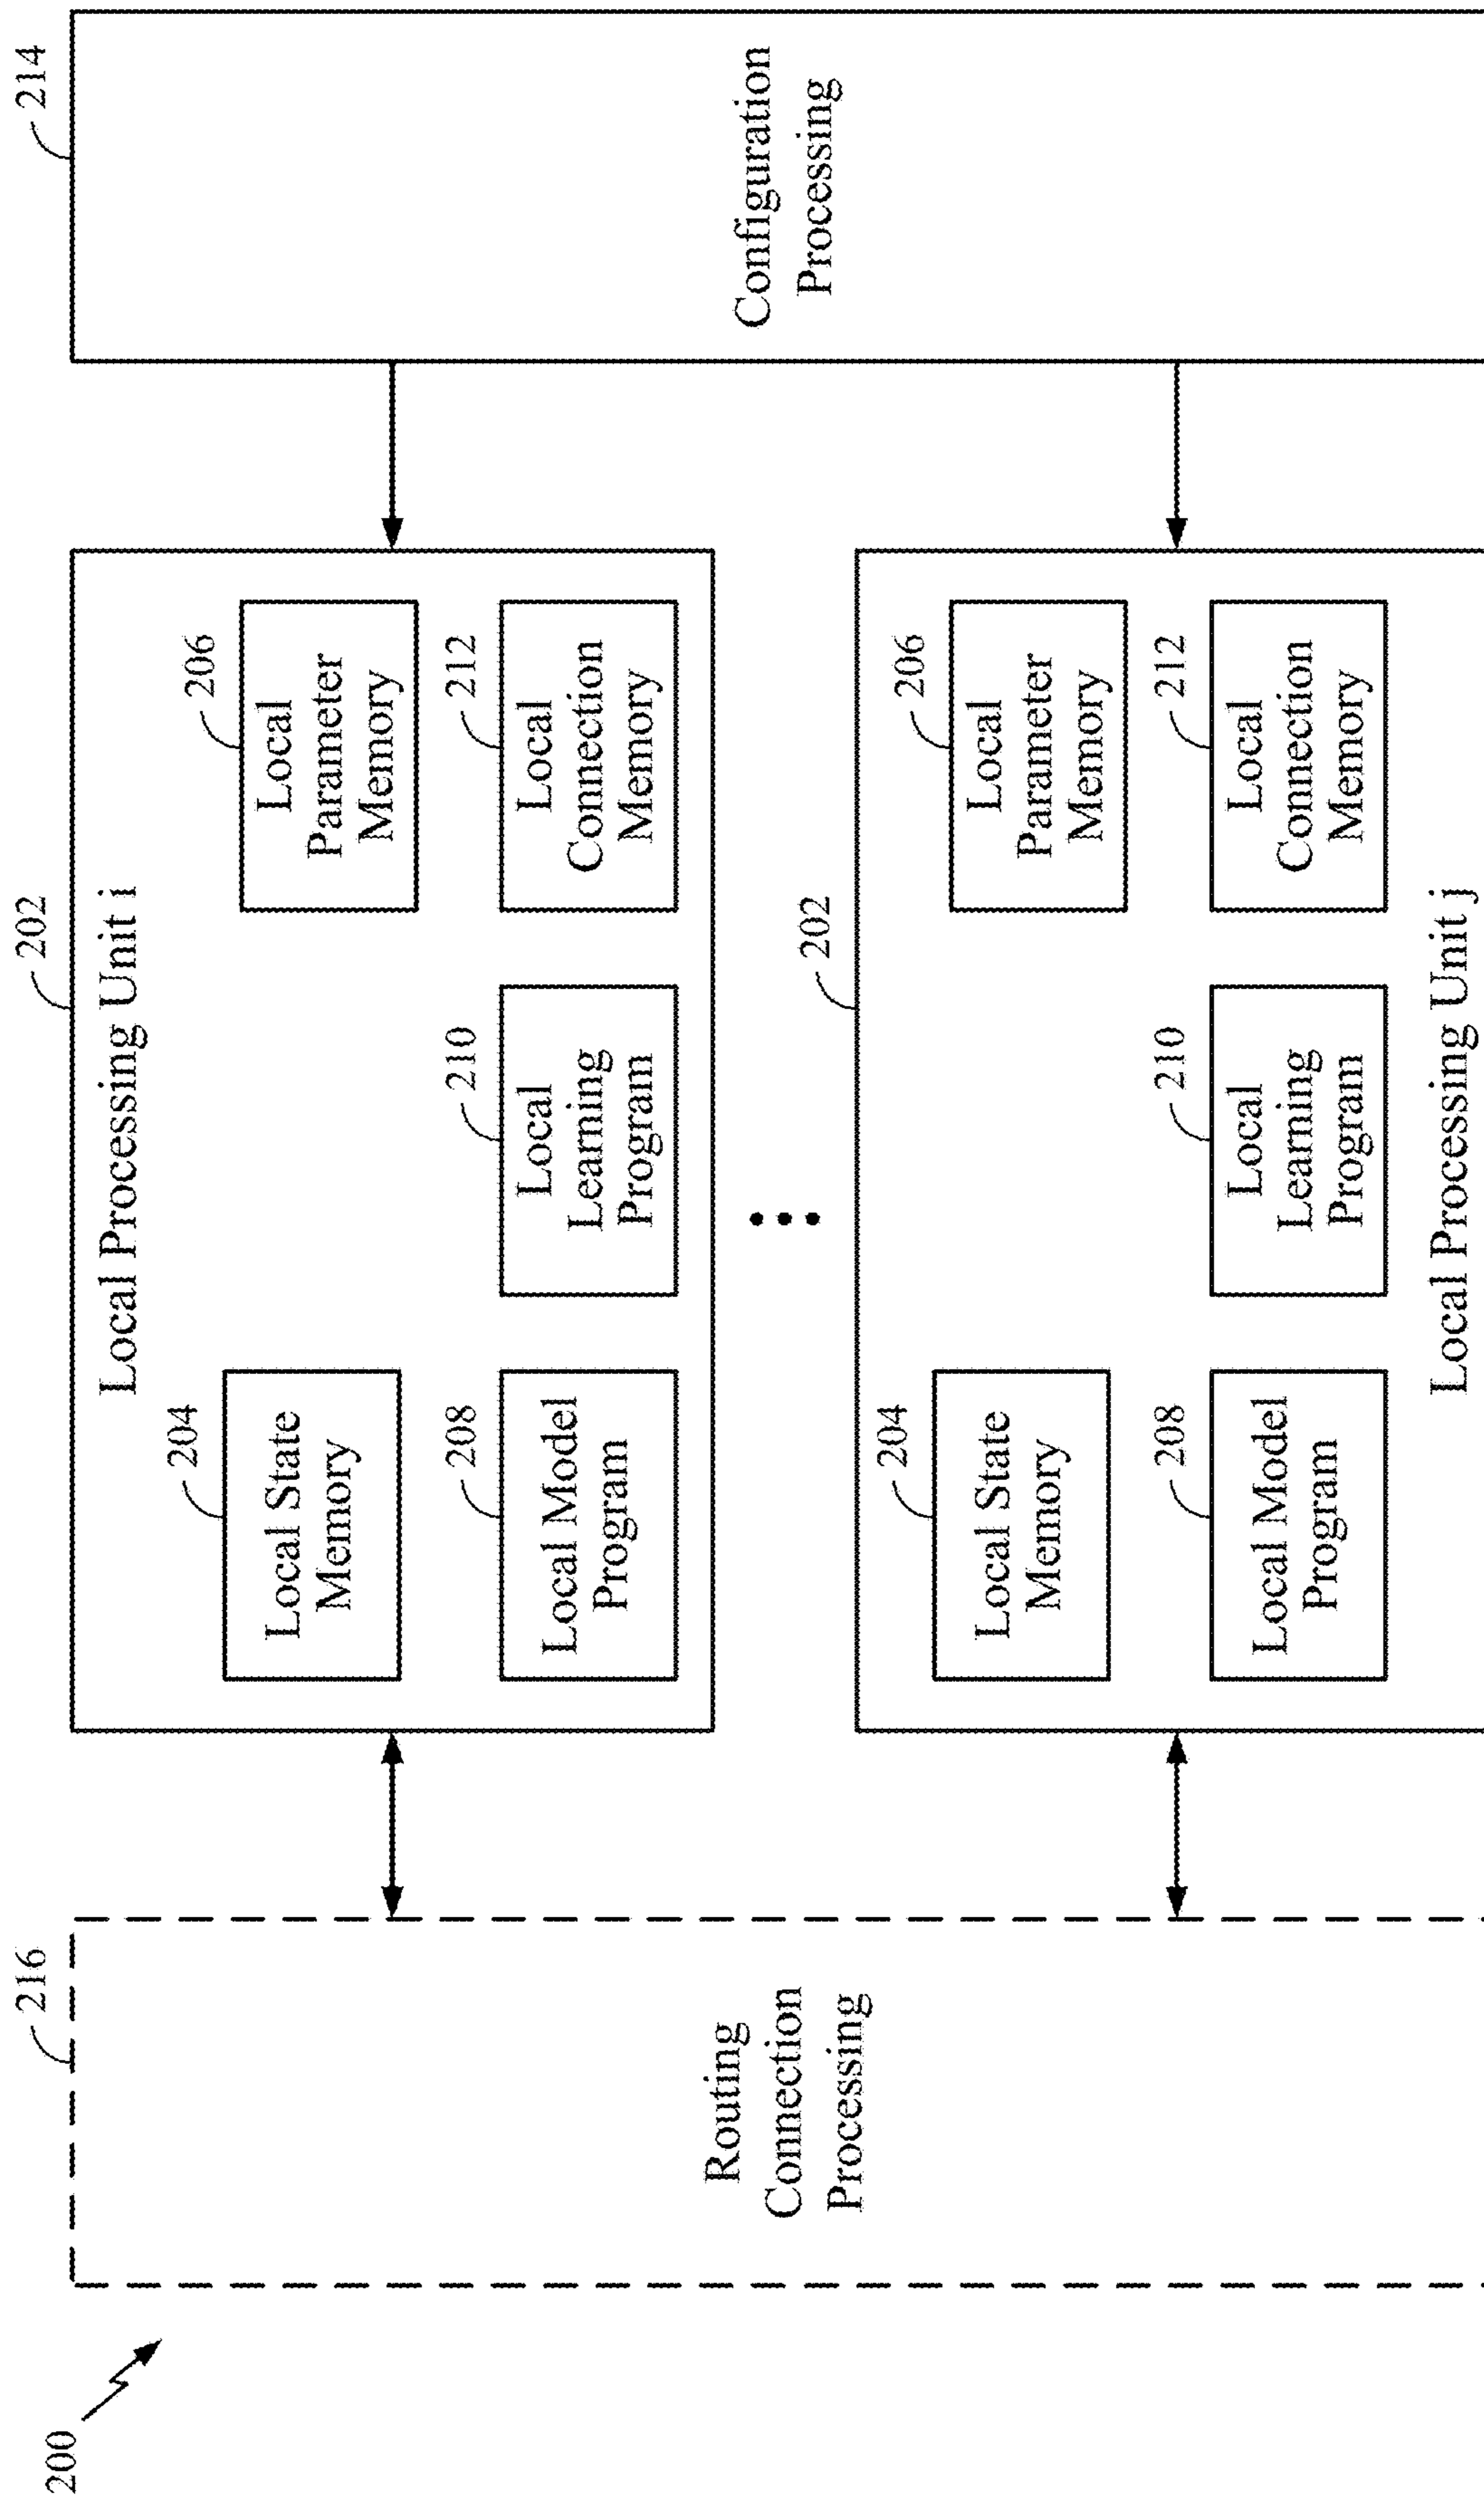 200
216
Routing
Connection
Processing
202
Local Processing Unit i
204
Local State
Memory
206
Local
Parameter
Memory
208
Local Model
Program
210
Local
Learning
Program
212
Local
Connection
Memory
202
204
Local State
Memory
206
Local
Parameter
Memory
208
Local Model
Program
210
Local
Learning
Program
212
Local
Connection
Memory
Local Processing Unit j
214
Configuration
Processing